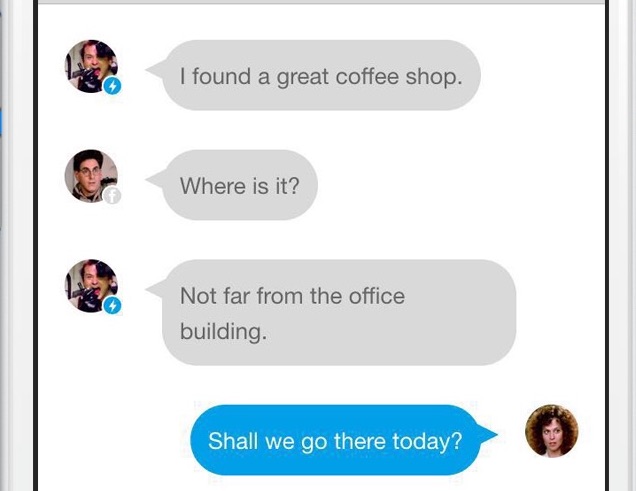 I found a great coffee shop.
Where is it?
Not far from the office
building.
Shall we go there today?